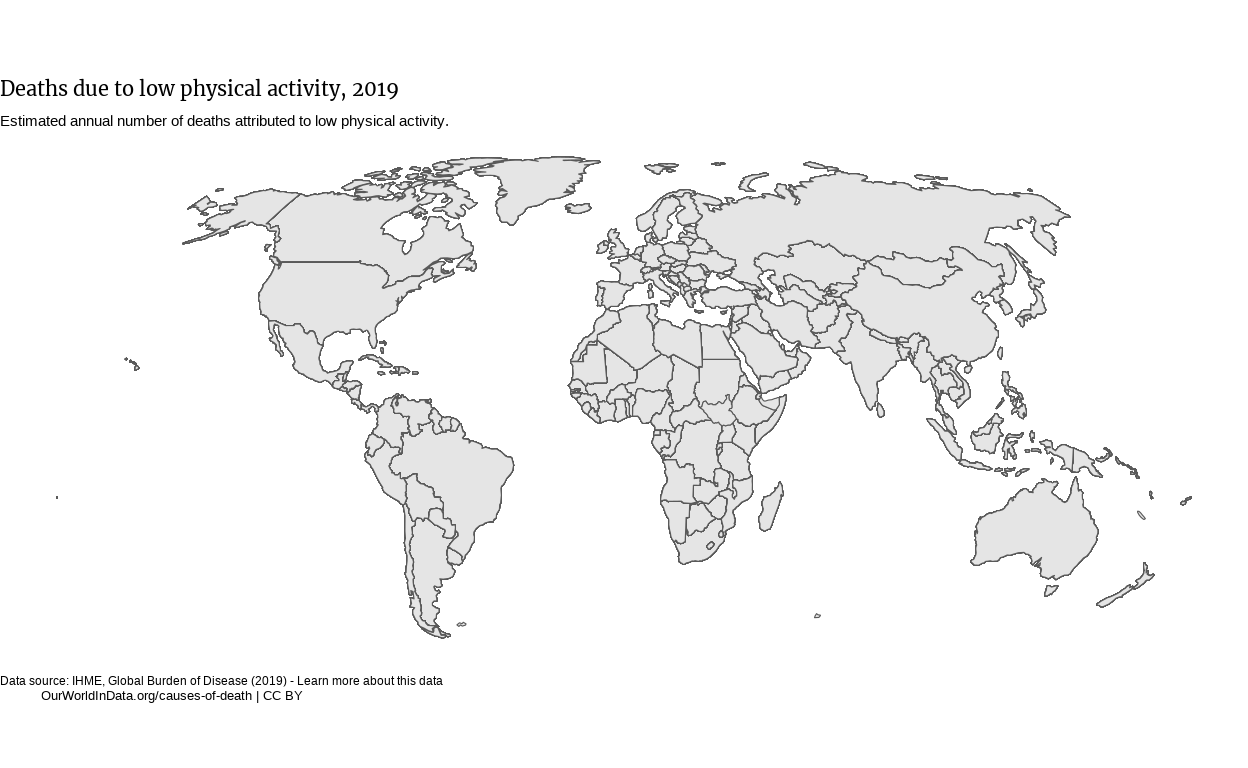 Deaths due to low physical activity, 2019
Estimated annual number of deaths attributed to low physical activity.
Data source: IHME, Global Burden of Disease (2019) - Learn more about this data
OurWorldInData.org/causes-of-death | CC BY